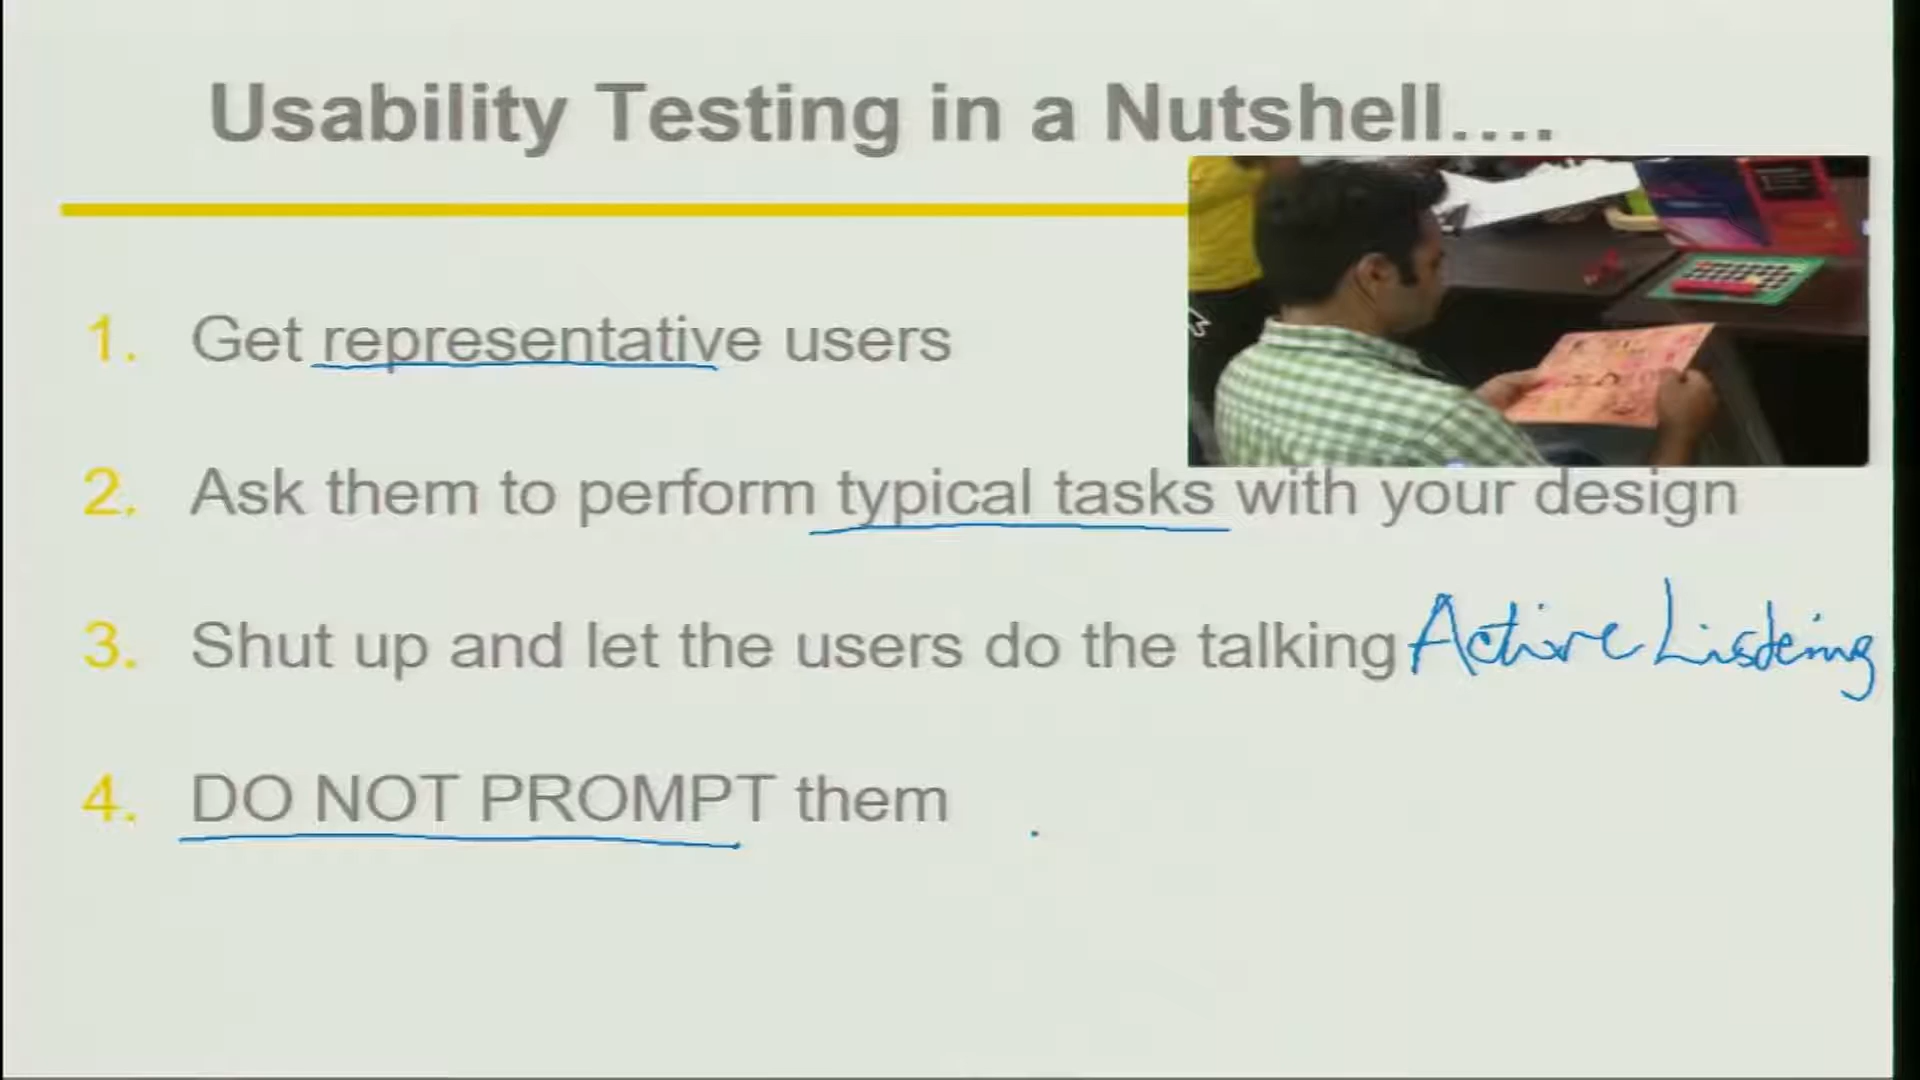 Usability Testing in a Nutshell....
1. Get representative users
2. Ask them to perform typical tasks with your design
3. Shut up and let the users do the talking Active Listening
4. DO NOT PROMPT them